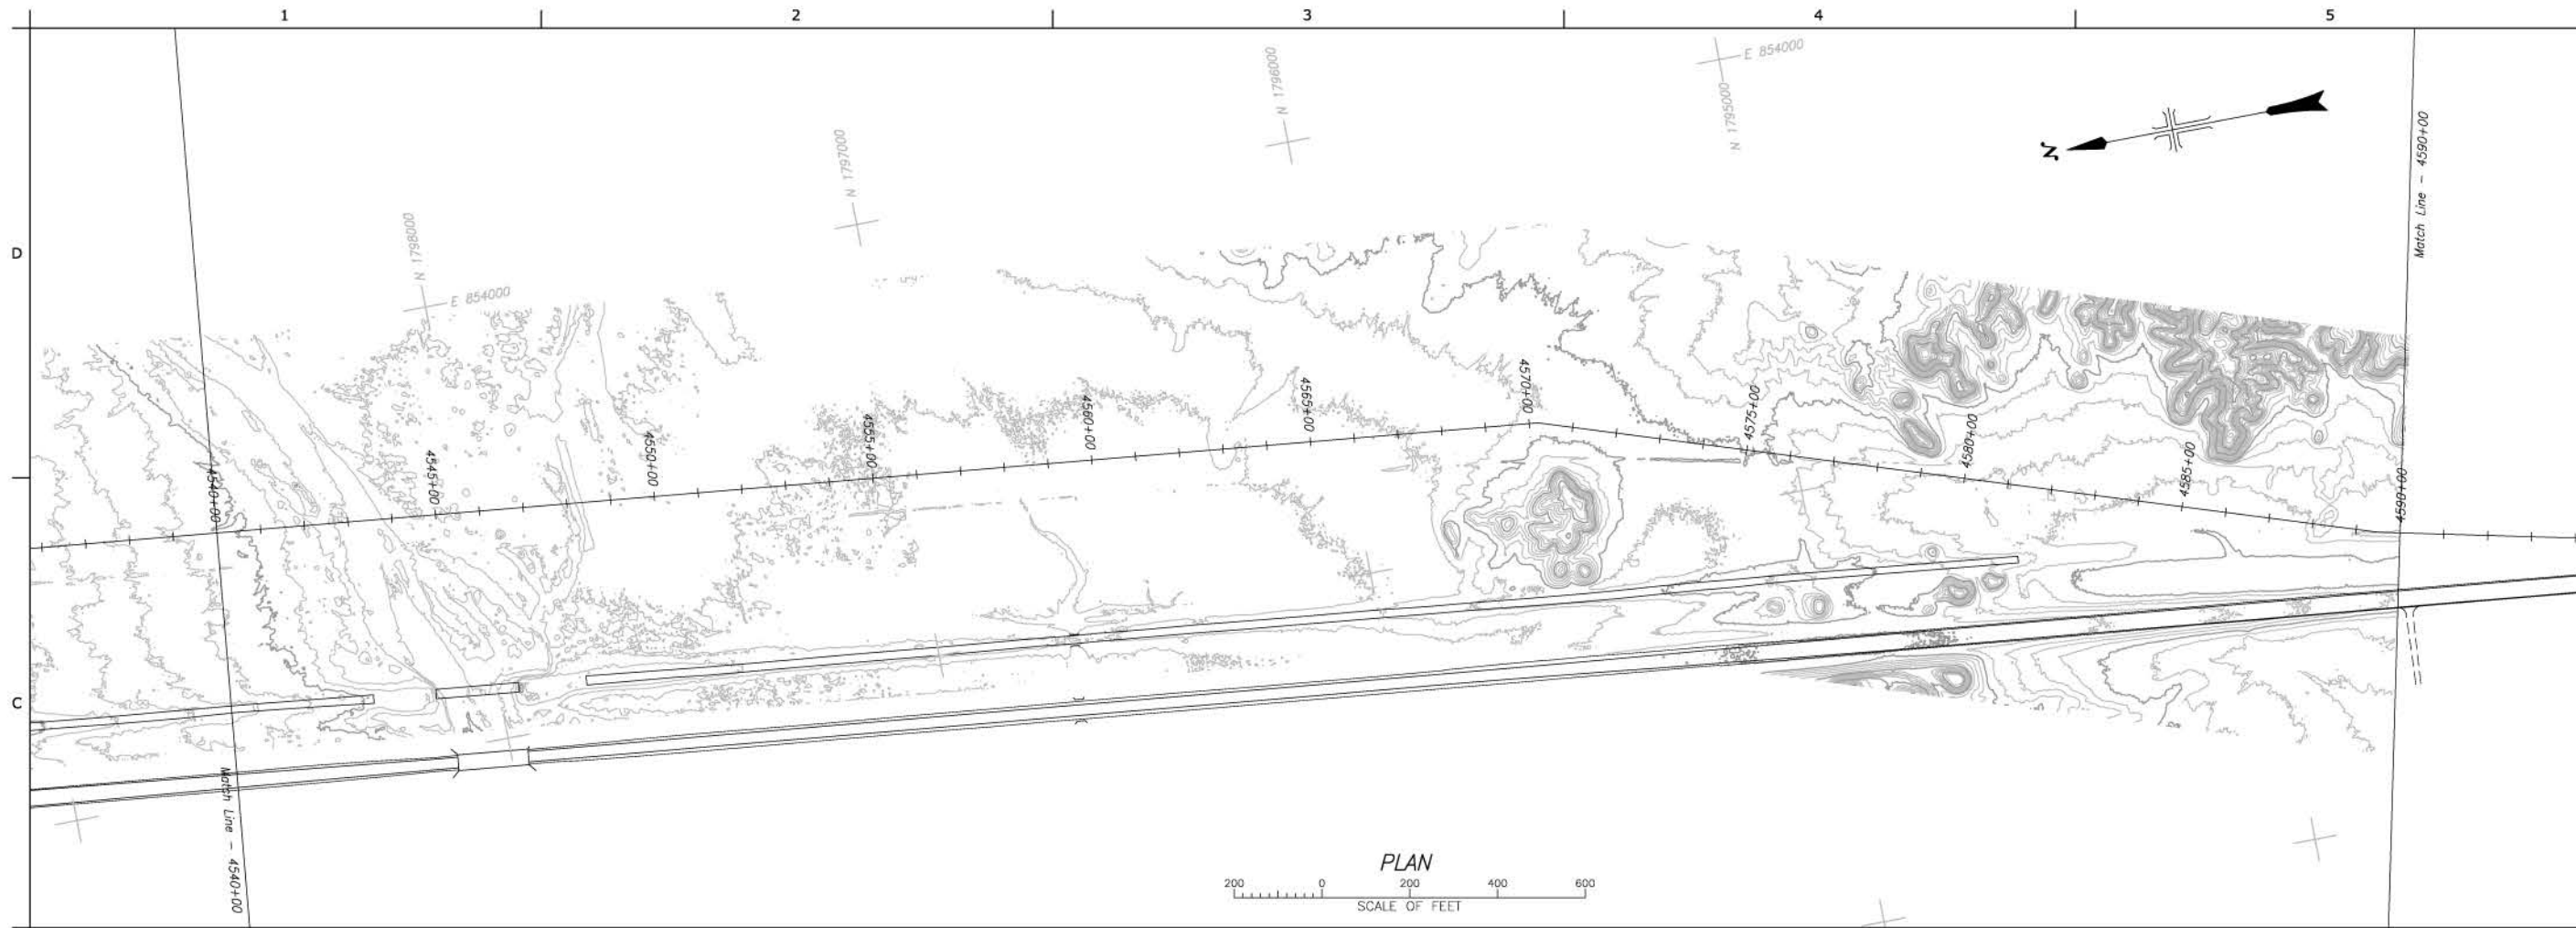 1 2 3 4 5
E 854000
N 1796000
N 1795000
N
N 1797000
Match Line - 4590+00
N 1798000
D
E 854000
4540+00
4545+00
4550+00
4555+00
4560+00
4565+00
4570+00
4575+00
4580+00
4585+00
4590+00
C
Match Line - 4540+00
PLAN
200 0 200 400 600
SCALE OF FEET